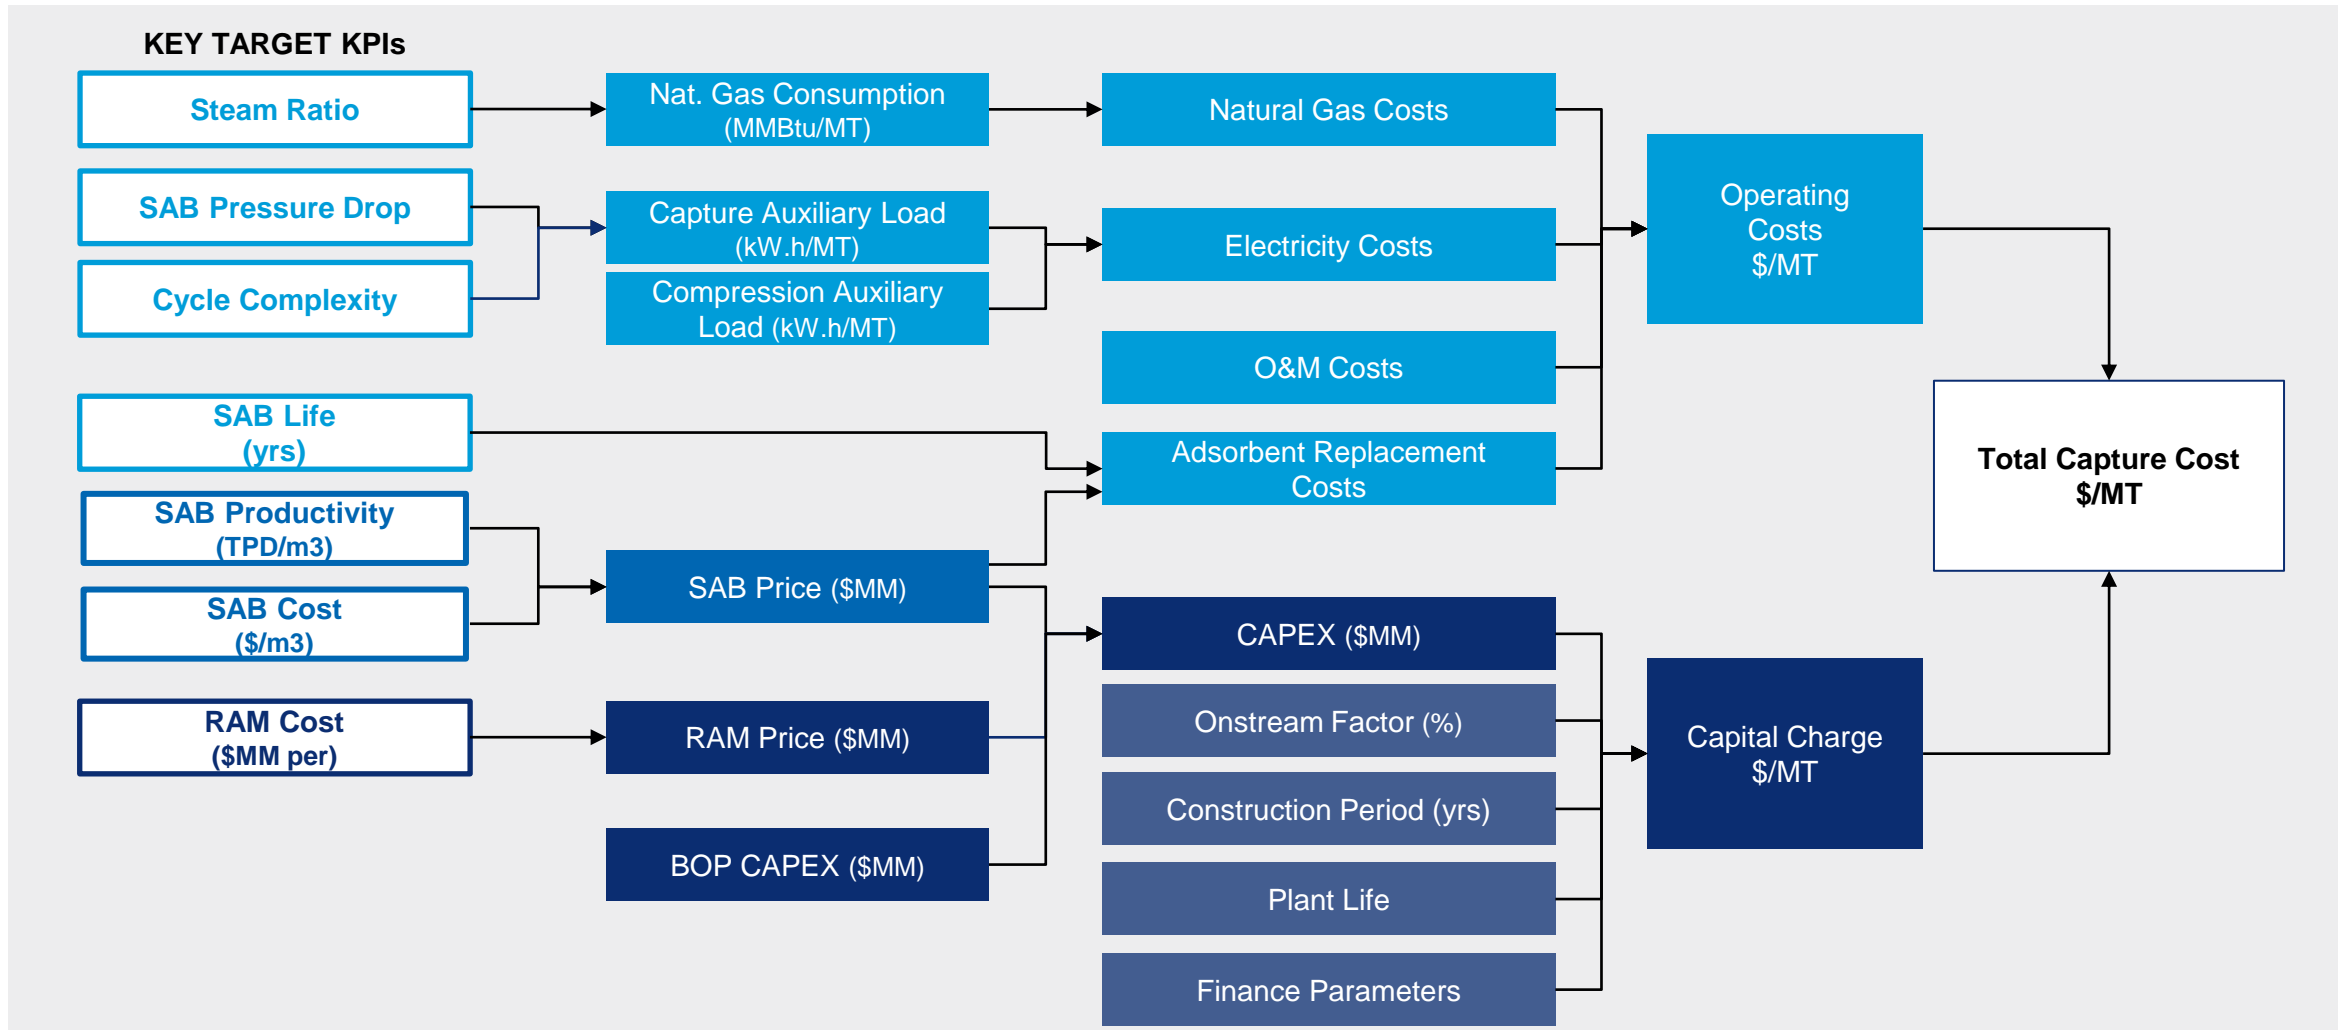 KEY TARGET KPIs
Steam Ratio
SAB Pressure Drop
Cycle Complexity
SAB Life
(yrs)
SAB Productivity
(TPD/m3)
SAB Cost
($/m3)
RAM Cost
($MM per)
Nat. Gas Consumption
(MMBtu/MT)
Capture Auxiliary Load
(kW.h/MT)
Compression Auxiliary
Load (kW.h/MT)
SAB Price ($MM)
RAM Price ($MM)
BOP CAPEX ($MM)
Natural Gas Costs
Electricity Costs
O&M Costs
Adsorbent Replacement
Costs
CAPEX ($MM)
Onstream Factor (%)
Construction Period (yrs)
Plant Life
Finance Parameters
Operating
Costs
$/MT
Capital Charge
$/MT
Total Capture Cost
$/MT